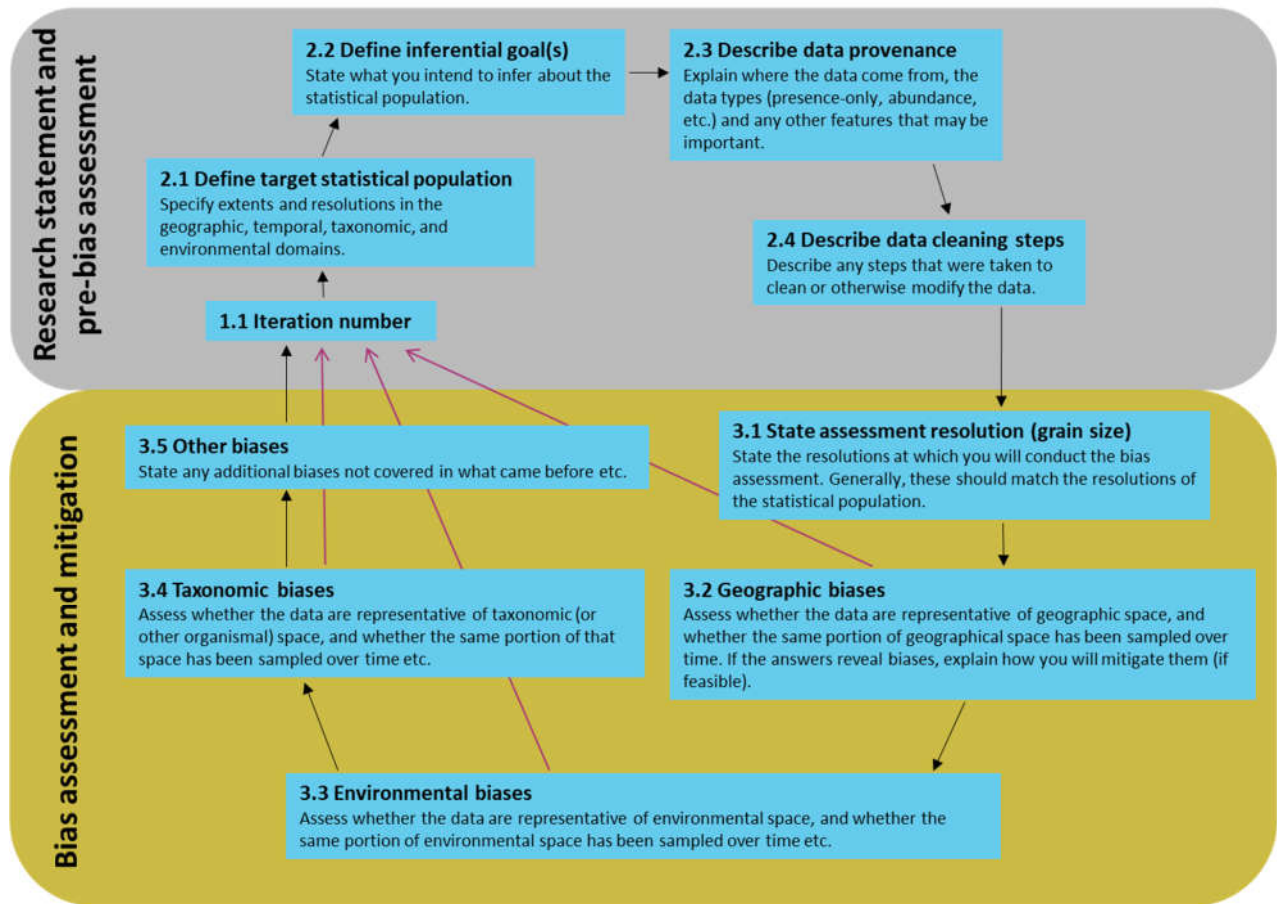 Research statement and
pre-bias assessment
2.2 Define inferential goal(s)
State what you intend to infer about the
statistical population.
2.3 Describe data provenance
Explain where the data come from, the
data types (presence-only, abundance,
etc.) and any other features that may be
important.
2.1 Define target statistical population
Specify extents and resolutions in the
geographic, temporal, taxonomic, and
environmental domains.
2.4 Describe data cleaning steps
Describe any steps that were taken to
clean or otherwise modify the data.
1.1 Iteration number
Bias assessment and mitigation
3.5 Other biases
State any additional biases not covered in what came before etc.
3.1 State assessment resolution (grain size)
State the resolutions at which you will conduct the bias
assessment. Generally, these should match the resolutions of
the statistical population.
3.4 Taxonomic biases
Assess whether the data are representative of taxonomic (or
other organismal) space, and whether the same portion of that
space has been sampled over time etc.
3.2 Geographic biases
Assess whether the data are representative of geographic space, and
whether the same portion of geographical space has been sampled over
time. If the answers reveal biases, explain how you will mitigate them (if
feasible).
3.3 Environmental biases
Assess whether the data are representative of environmental space, and whether the
same portion of environmental space has been sampled over time etc.